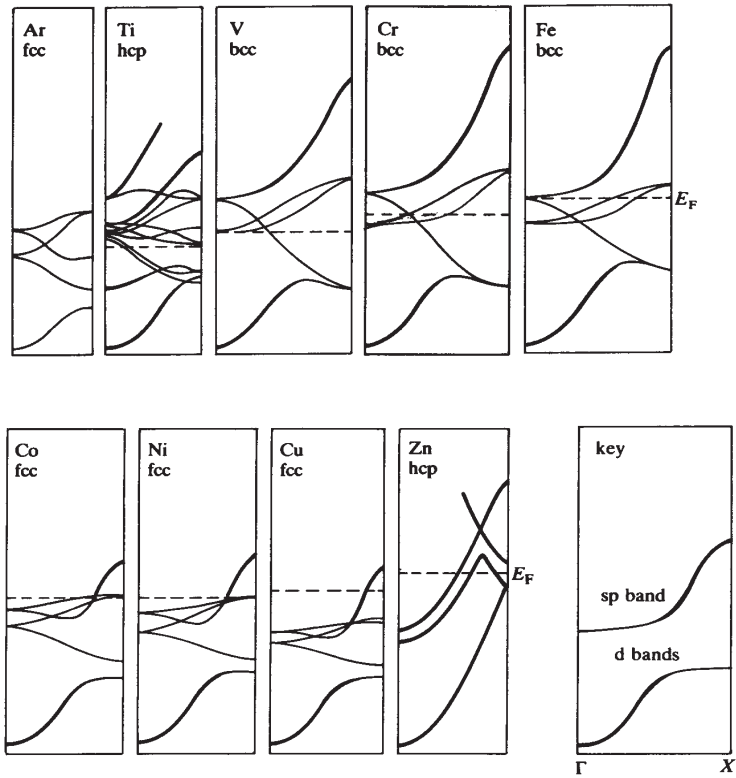 Ar
fcc
Ti
hcp
V
bcc
Cr
bcc
Fe
bcc
E_F
Co
fcc
Ni
fcc
Cu
fcc
Zn
hcp
E_F
key
sp band
d bands
Γ
X